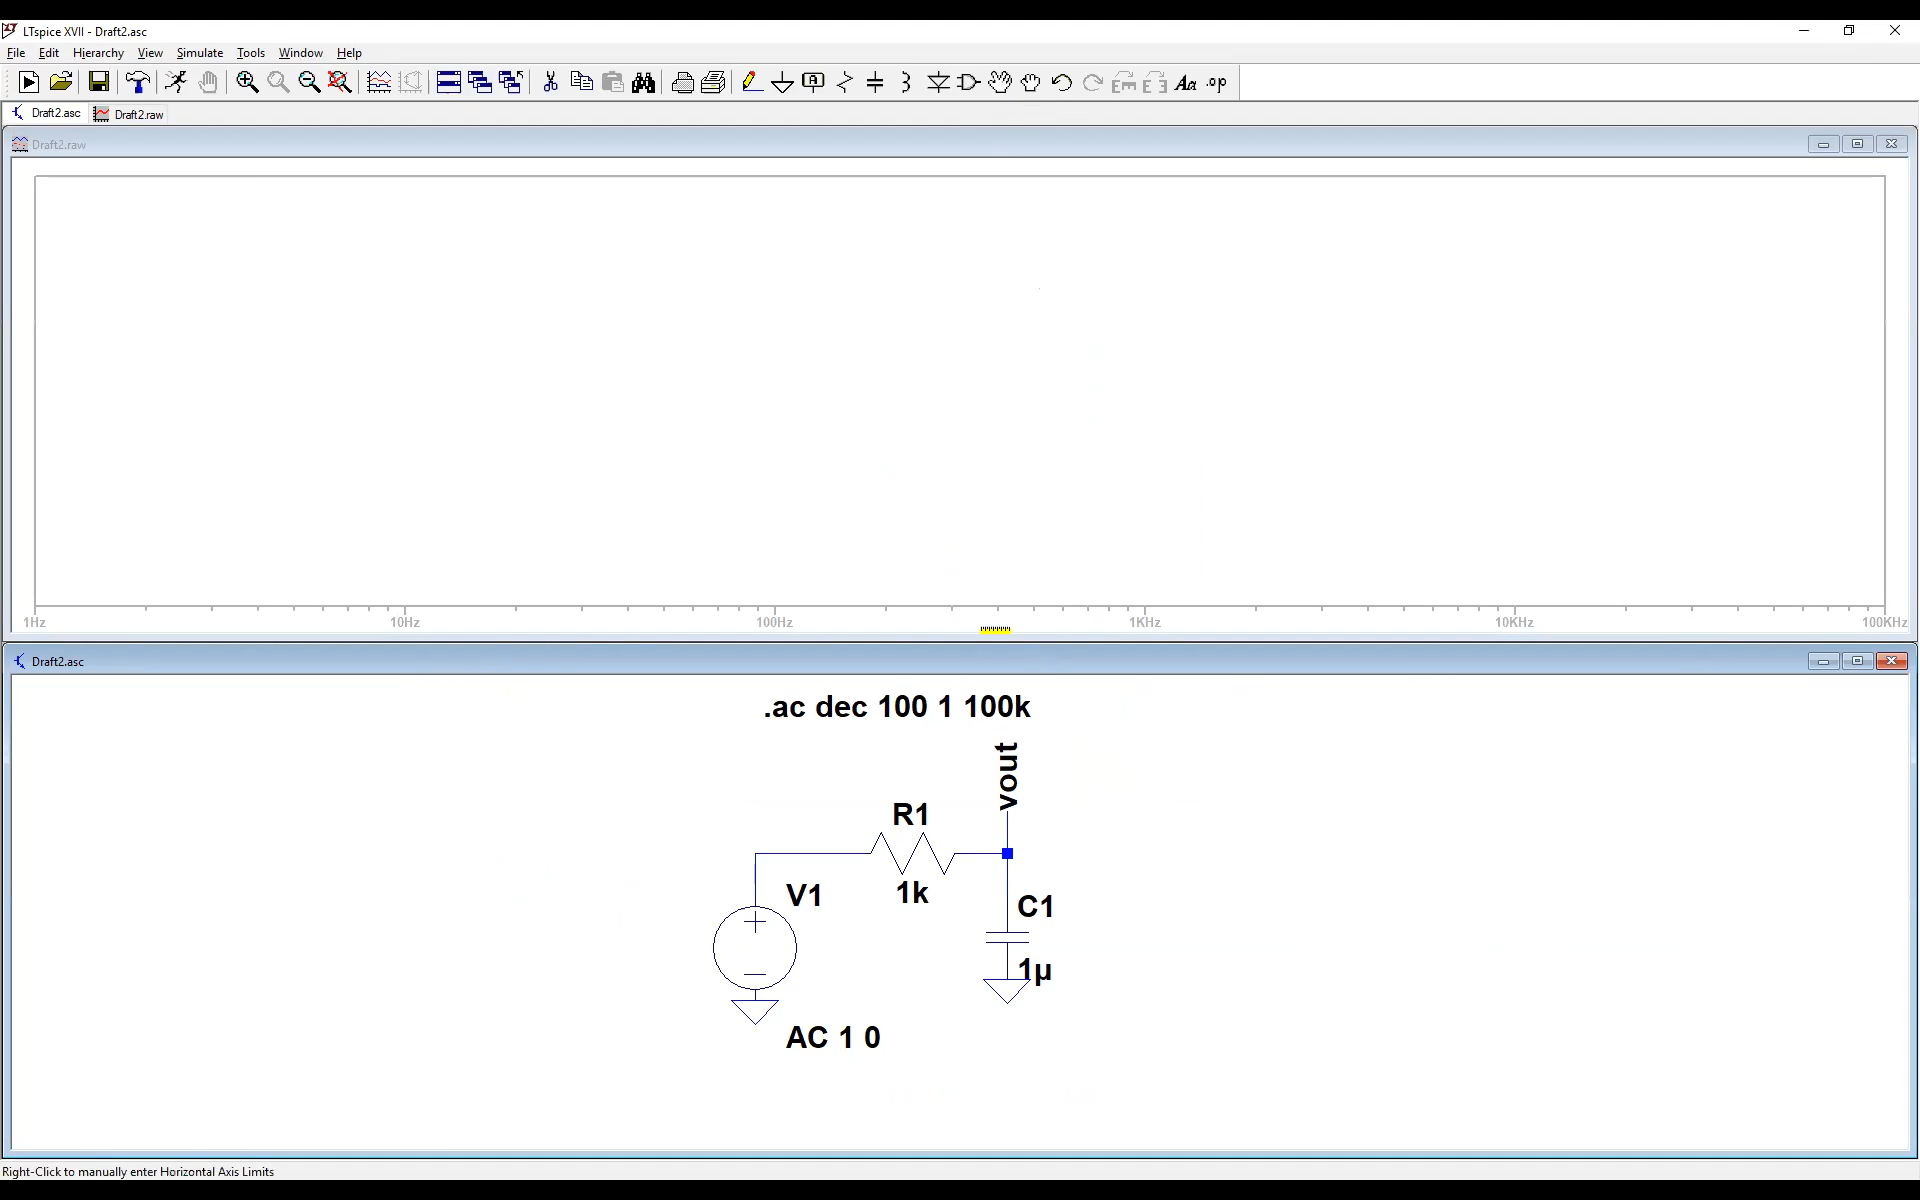 LTspice XVII - Draft2.asc
File Edit Hierarchy View Simulate Tools Window Help
Draft2.asc Draft2.raw
Draft2.raw
1Hz 10Hz 100Hz 1KHz 10KHz 100KHz
Draft2.asc
.ac dec 100 1 100k
vout
R1
V1
1k
C1
1µ
AC 1 0
Right-Click to manually enter Horizontal Axis Limits